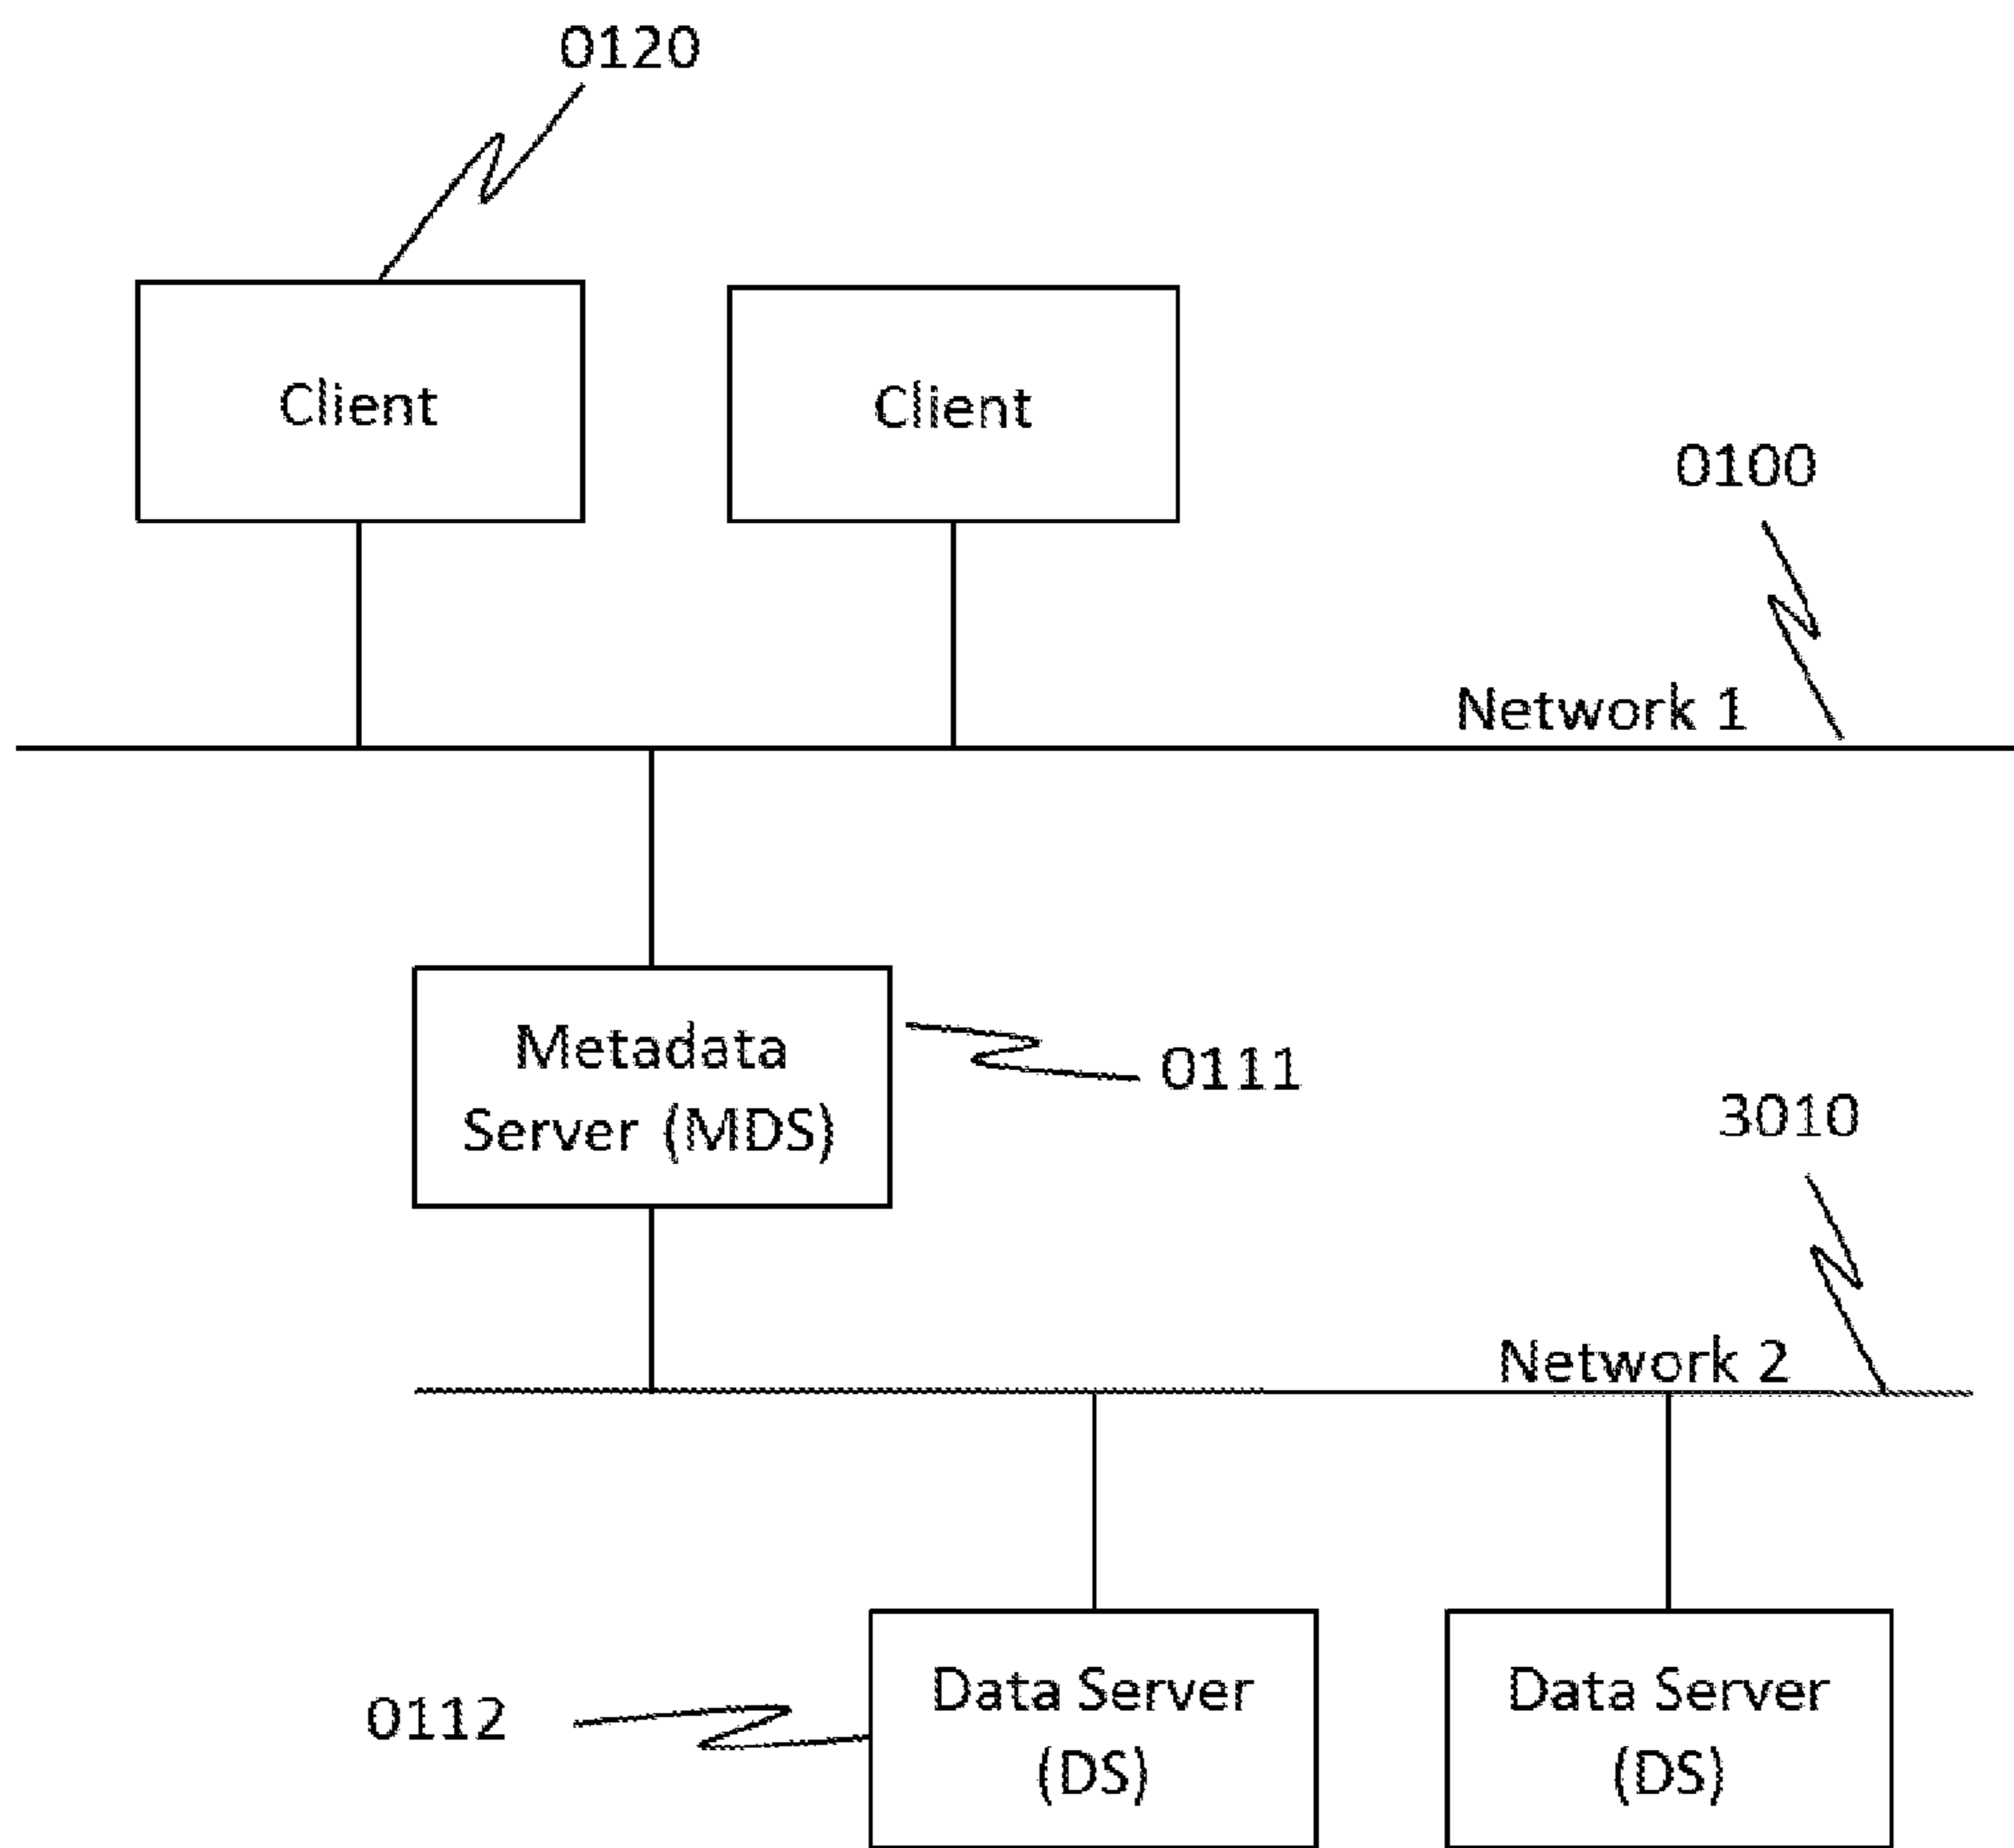 0120
Client
Client
0100
Network 1
Metadata
Server (MDS)
0111
3010
Network 2
0112
Data Server
(DS)
Data Server
(DS)